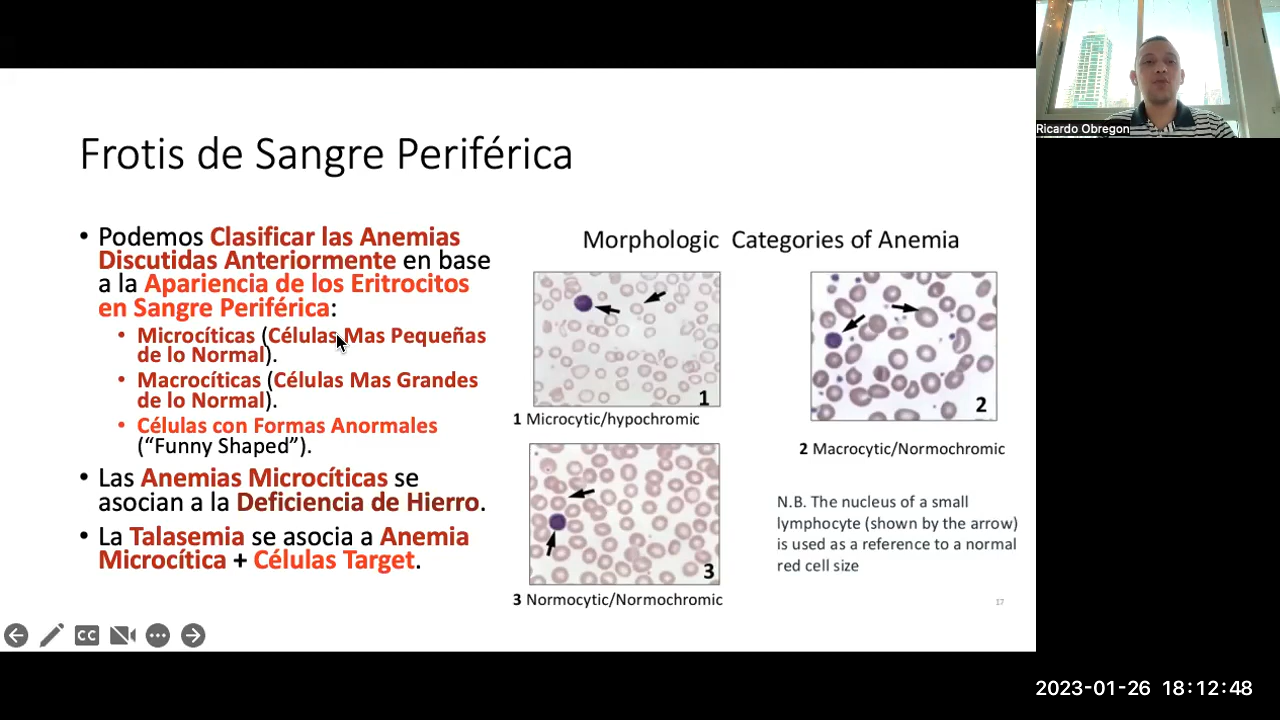 Frotis de Sangre Periférica
• Podemos Clasificar las Anemias
Discutidas Anteriormente en base
a la Apariencia de los Eritrocitos
en Sangre Periférica:
• Microcíticas (Células Mas Pequeñas
de lo Normal).
• Macrocíticas (Células Mas Grandes
de lo Normal).
• Células con Formas Anormales
(“Funny Shaped”).
• Las Anemias Microcíticas se
asocian a la Deficiencia de Hierro.
• La Talasemia se asocia a Anemia
Microcítica + Células Target.
Morphologic Categories of Anemia
1
1 Microcytic/hypochromic
2
2 Macrocytic/Normochromic
3
3 Normocytic/Normochromic
N.B. The nucleus of a small
lymphocyte (shown by the arrow)
is used as a reference to a normal
red cell size
17
CC
Ricardo Obregon
2023-01-26 18:12:48